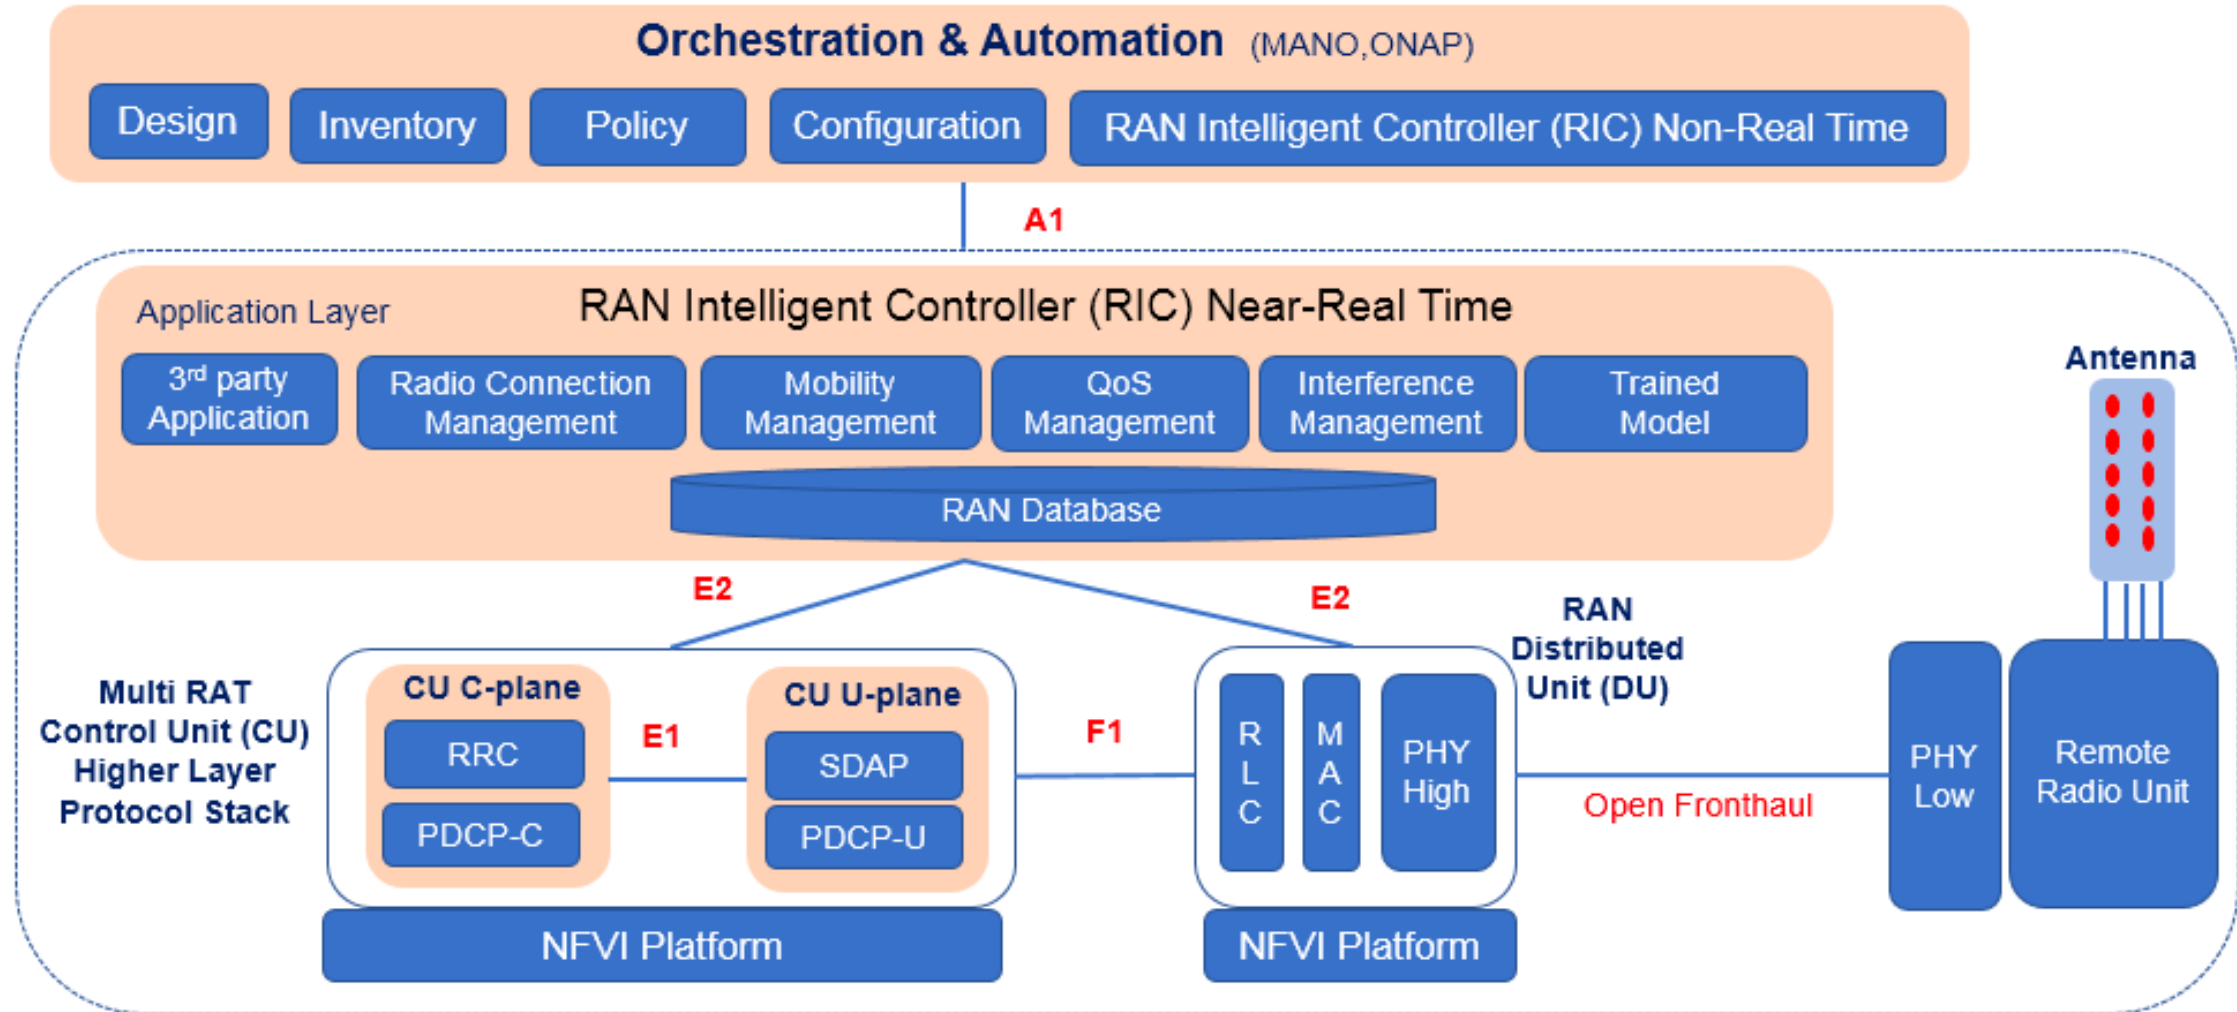 Orchestration & Automation (MANO,ONAP)
Design
Inventory
Policy
Configuration
RAN Intelligent Controller (RIC) Non-Real Time
A1
Application Layer
RAN Intelligent Controller (RIC) Near-Real Time
3rd party
Application
Radio Connection
Management
Mobility
Management
QoS
Management
Interference
Management
Trained
Model
RAN Database
Antenna
E2
E2
RAN
Distributed
Unit (DU)
Multi RAT
Control Unit (CU)
Higher Layer
Protocol Stack
CU C-plane
RRC
PDCP-C
E1
CU U-plane
SDAP
PDCP-U
F1
R
L
C
M
A
C
PHY
High
Open Fronthaul
PHY
Low
Remote
Radio Unit
NFVI Platform
NFVI Platform